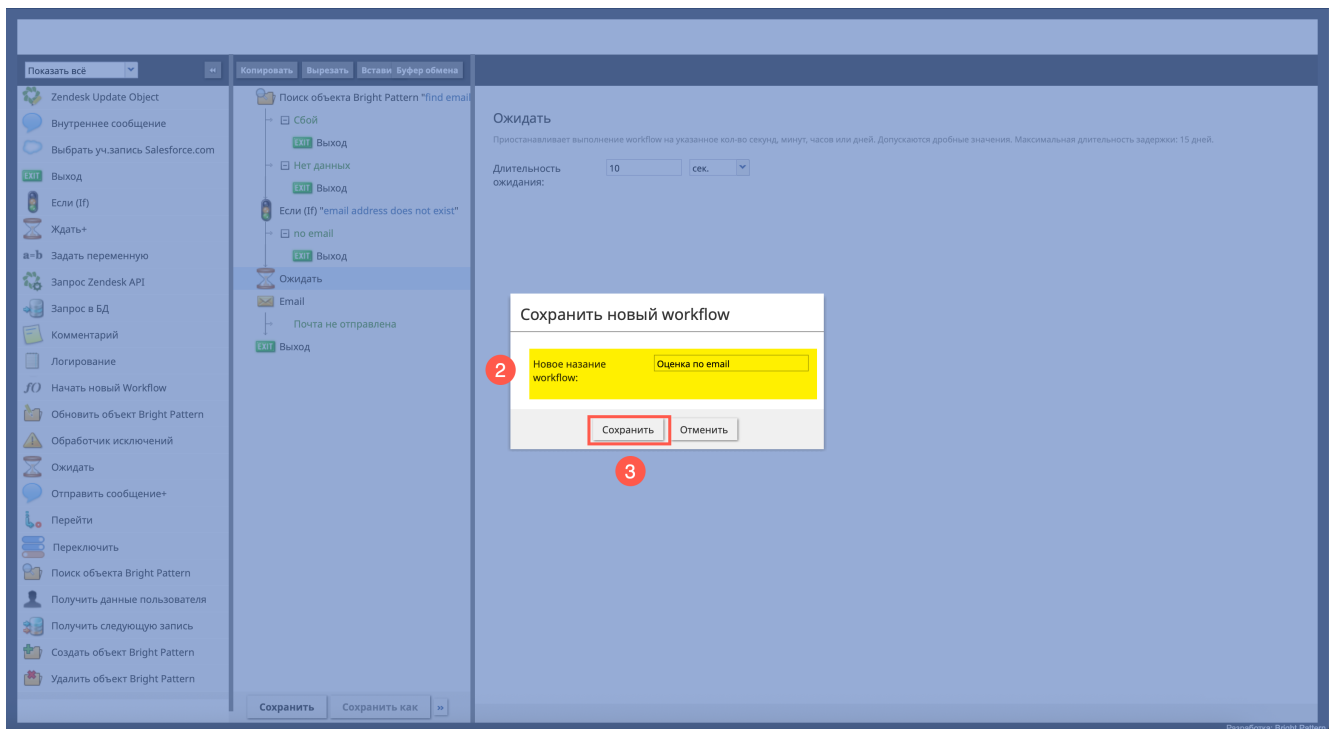 Показать всё
Копировать Вырезать Встави Буфер обмена
Zendesk Update Object
Внутреннее сообщение
Выбрать уч.запись Salesforce.com
EXIT Выход
Если (If)
Ждать+
a=b Задать переменную
Запрос Zendesk API
Запрос в БД
Комментарий
Логирование
fO Начать новый Workflow
Обновить объект Bright Pattern
Обработчик исключений
Ожидать
Отправить сообщение+
Перейти
Переключить
Поиск объекта Bright Pattern
Получить данные пользователя
Получить следующую запись
Создать объект Bright Pattern
Удалить объект Bright Pattern
Поиск объекта Bright Pattern "find email
Сбой
EXIT Выход
Нет данных
EXIT Выход
Если (If) "email address does not exist"
no email
EXIT Выход
Ожидать
Email
Почта не отправлена
EXIT Выход
Сохранить Сохранить как »
Ожидать
Приостанавливает выполнение workflow на указанное кол-во секунд, минут, часов или дней. Допускаются дробные значения. Максимальная длительность задержки: 15 дней.
Длительность 10 сек.
ожидания:
Сохранить новый workflow
2
Новое назание Оценка по email
workflow:
Сохранить Отменить
3
Разработка: Bright Pattern